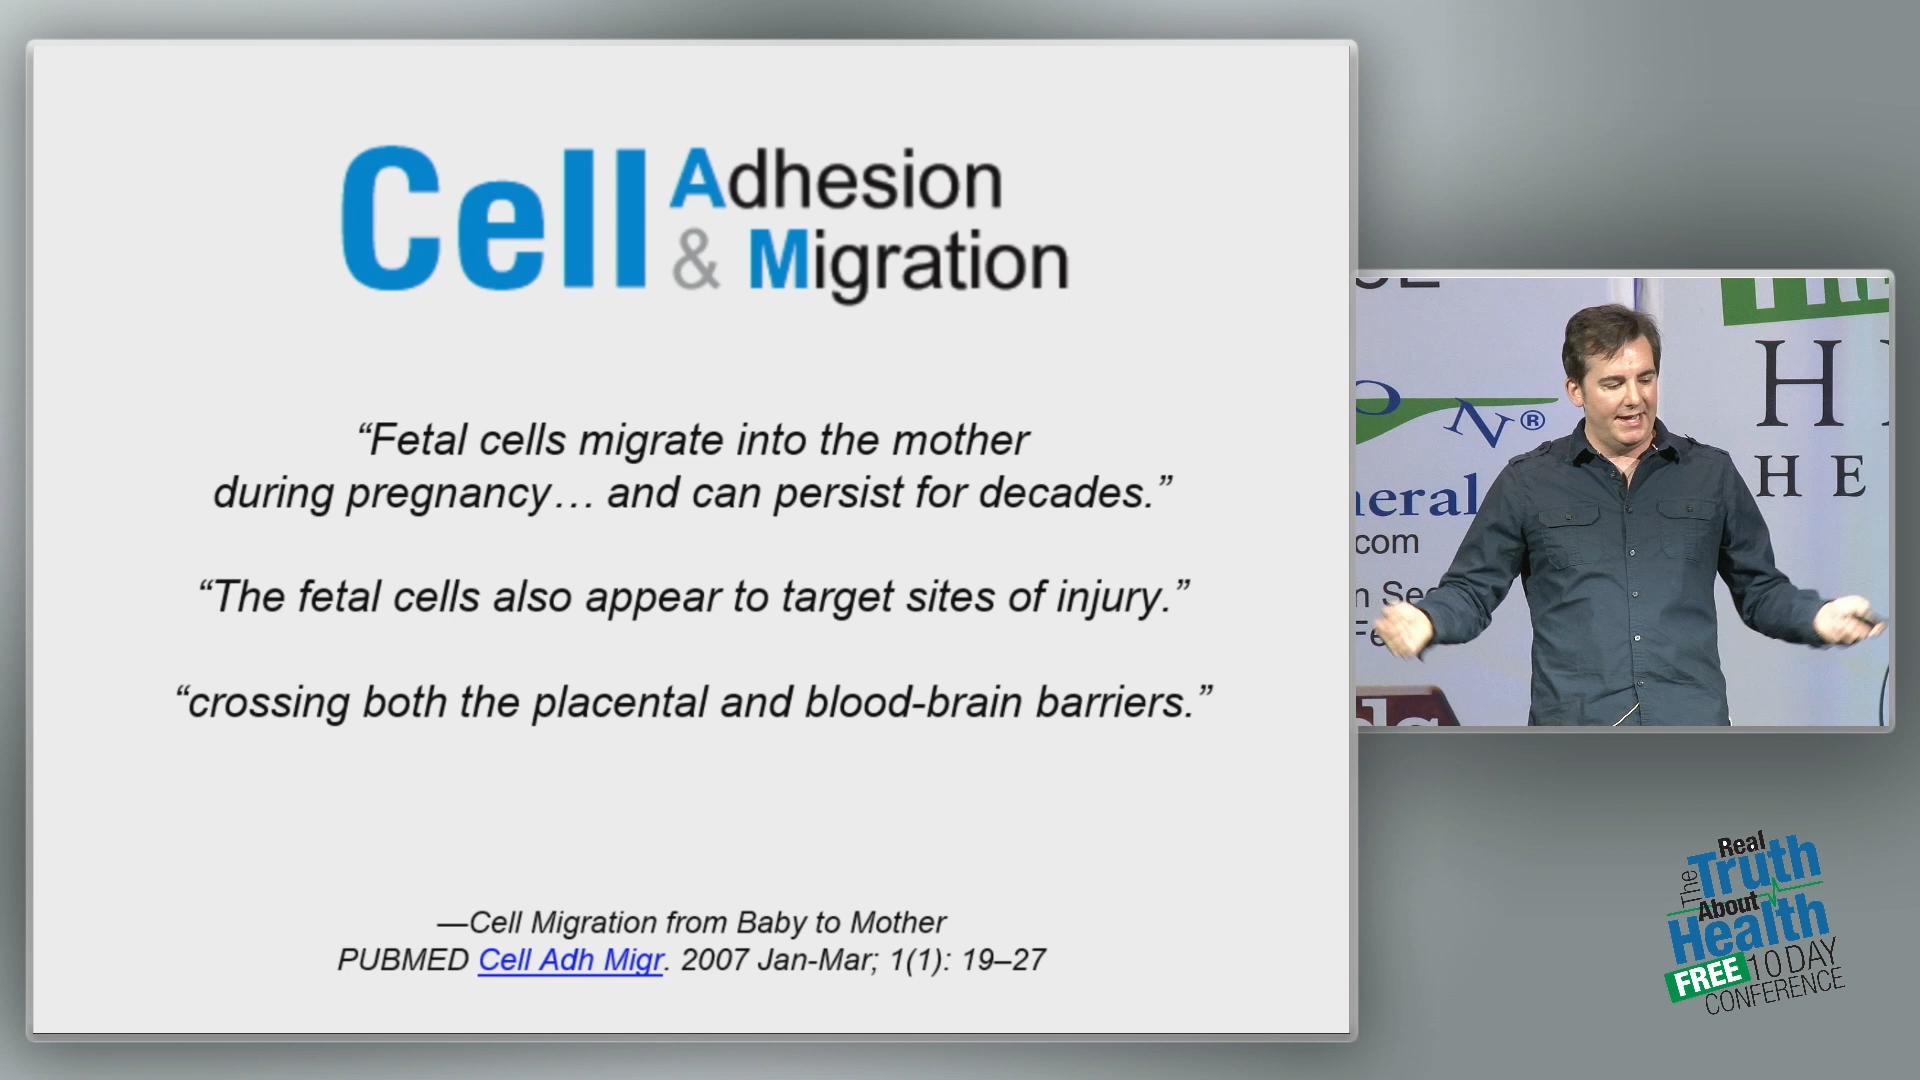 Cell Adhesion
& Migration
“Fetal cells migrate into the mother
during pregnancy… and can persist for decades.”
“The fetal cells also appear to target sites of injury.”
“crossing both the placental and blood-brain barriers.”
—Cell Migration from Baby to Mother
PUBMED Cell Adh Migr. 2007 Jan-Mar; 1(1): 19–27
ON®
neral
.com
H
HE
The Real
Truth
About
Health
FREE 10 DAY
CONFERENCE